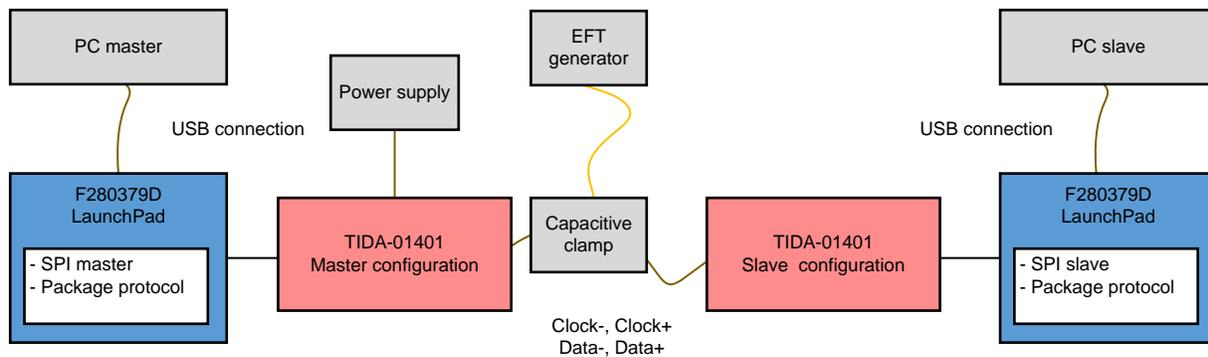 PC master
EFT
generator
PC slave
Power supply
USB connection
USB connection
F280379D
LaunchPad
- SPI master
- Package protocol
TIDA-01401
Master configuration
Capacitive
clamp
TIDA-01401
Slave configuration
F280379D
LaunchPad
- SPI slave
- Package protocol
Clock-, Clock+
Data-, Data+